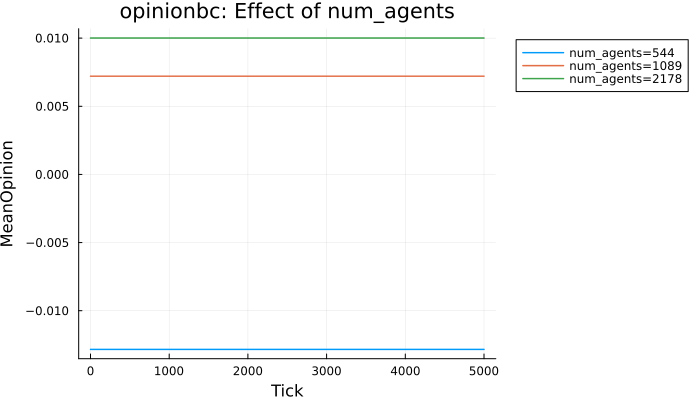 opinionbc: Effect of num_agents
num_agents=544
num_agents=1089
num_agents=2178
MeanOpinion
0.010
0.005
0.000
−0.005
−0.010
0 1000 2000 3000 4000 5000
Tick